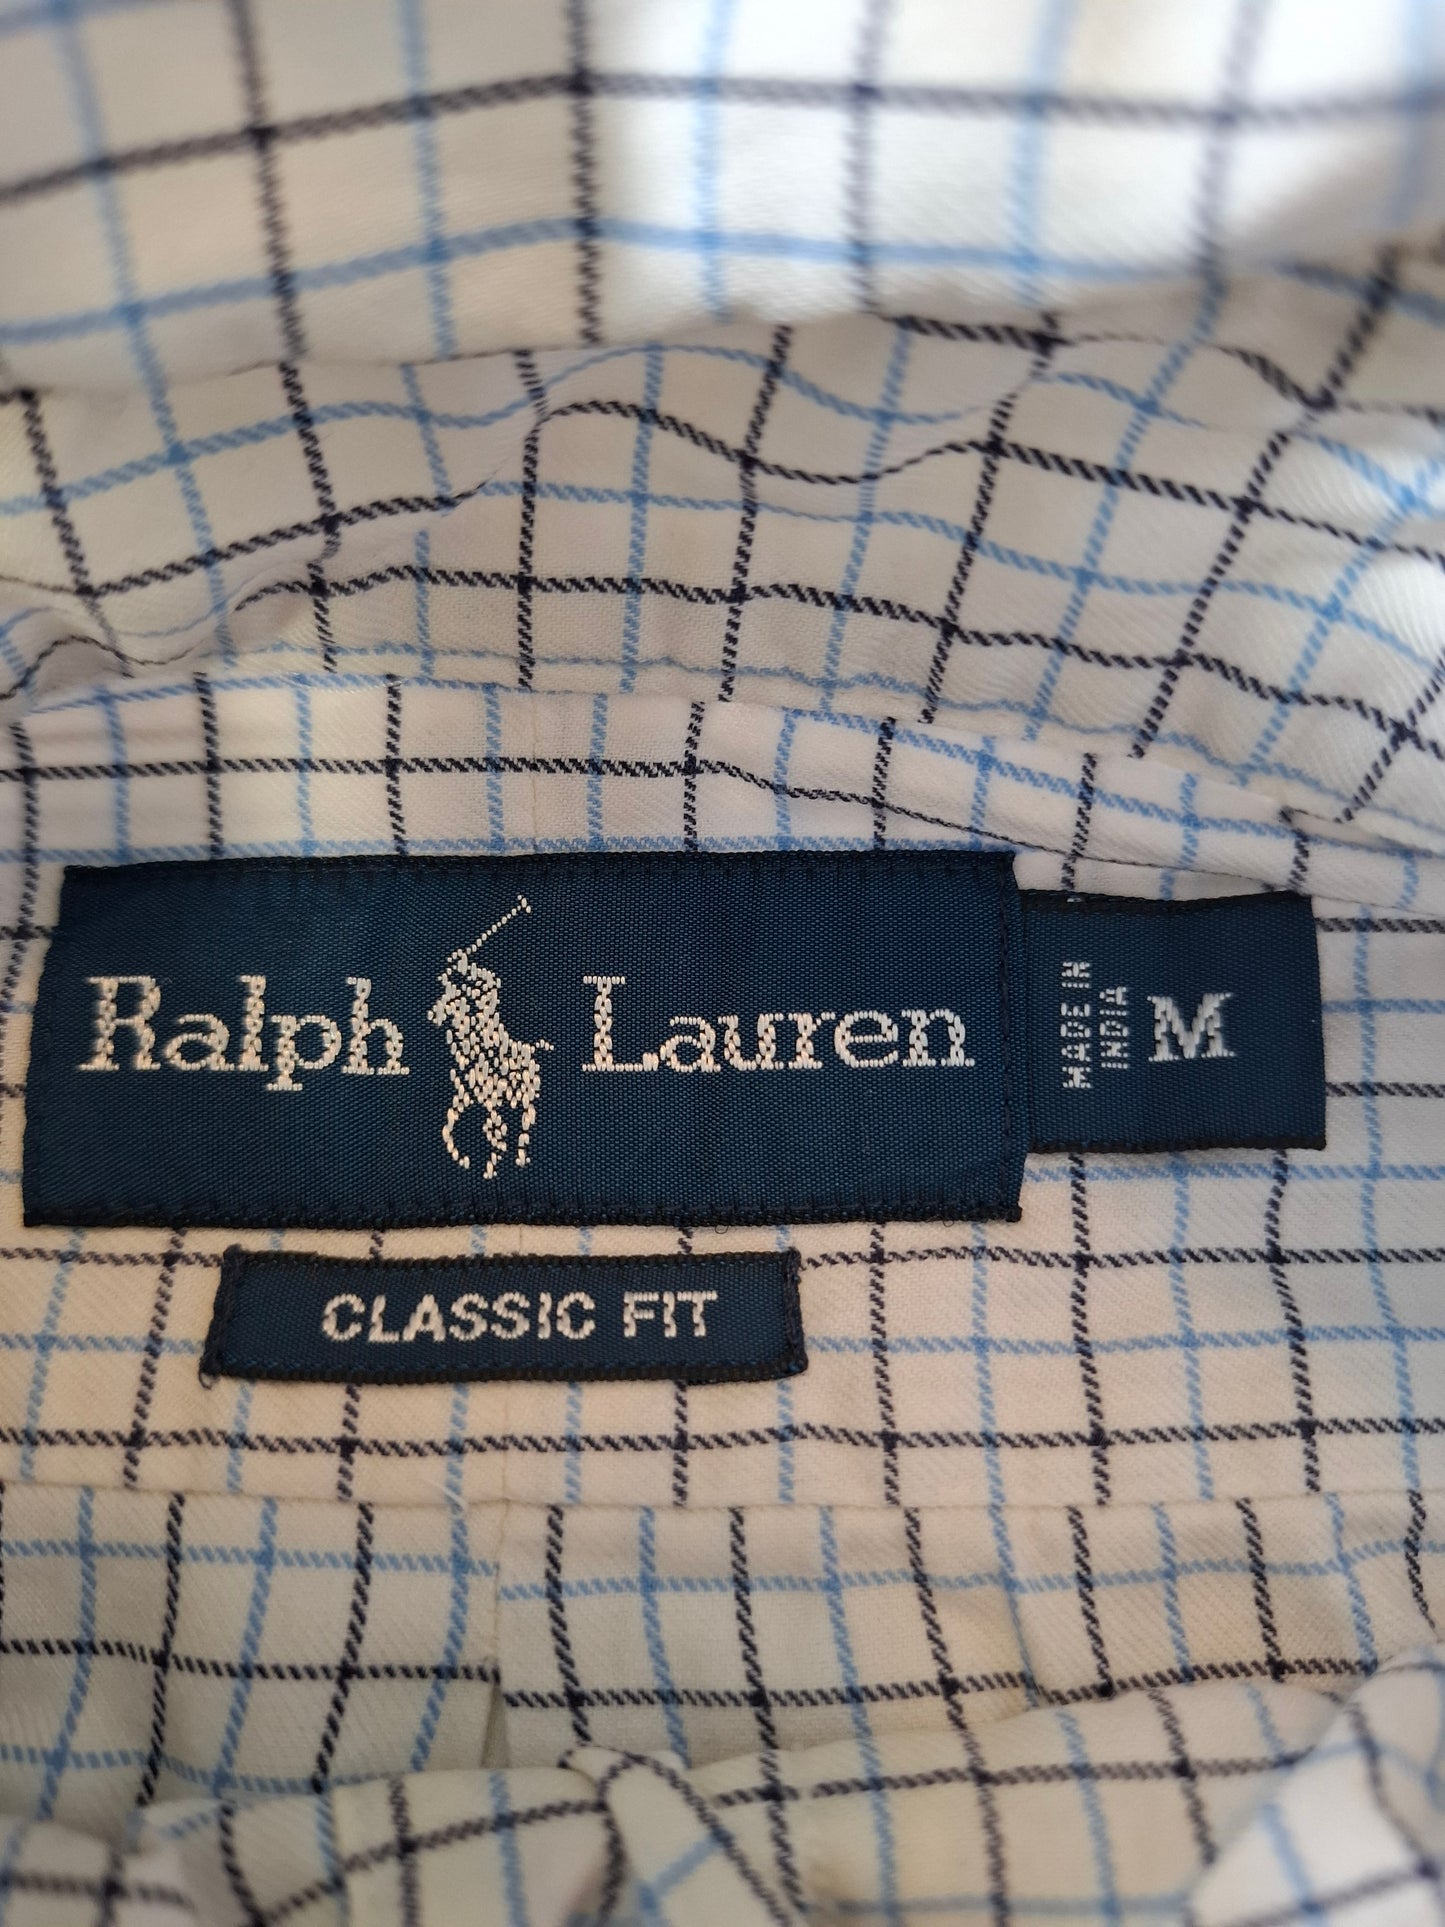 Ralph Lauren
MADE IN
INDIA
M
CLASSIC FIT